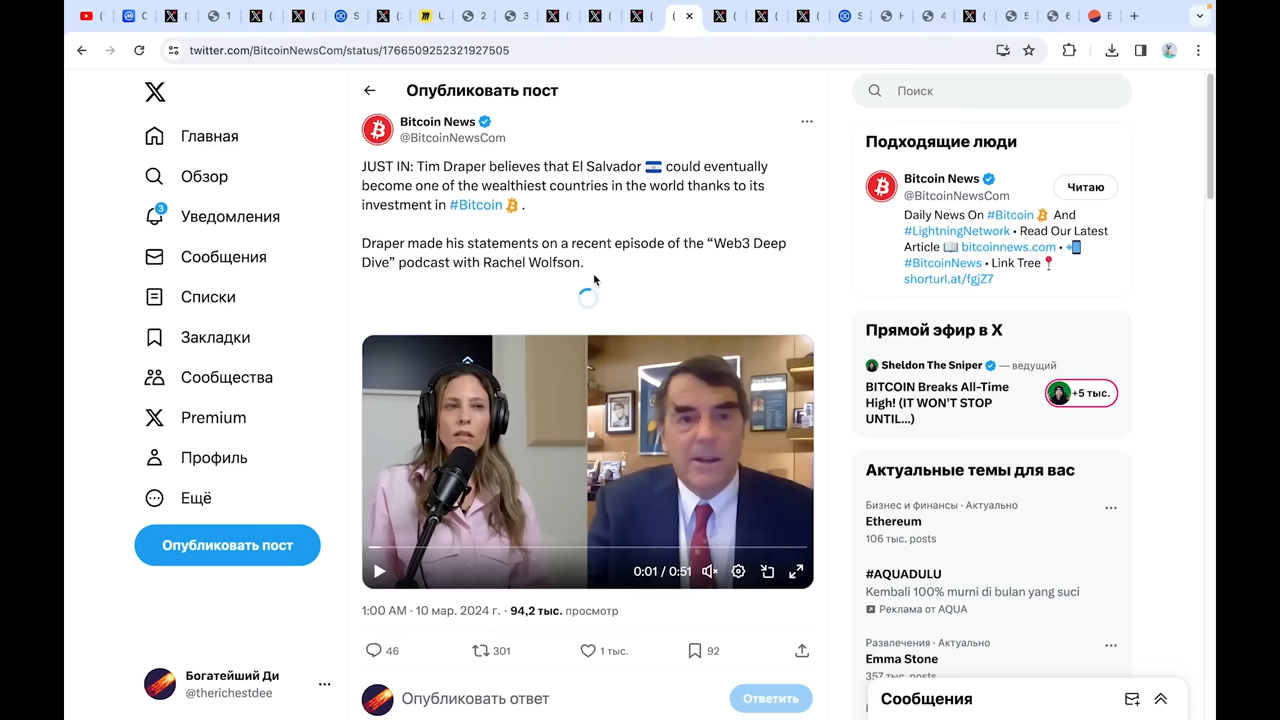 twitter.com/BitcoinNewsCom/status/1766509252321927505
Главная
Обзор
3
Уведомления
Сообщения
Списки
Закладки
Сообщества
Premium
Профиль
Ещё
Опубликовать пост
Богатейший Ди
@therichestdee
Опубликовать пост
Bitcoin News
@BitcoinNewsCom
JUST IN: Tim Draper believes that El Salvador 🇸🇻 could eventually
become one of the wealthiest countries in the world thanks to its
investment in #Bitcoin .
Draper made his statements on a recent episode of the “Web3 Deep
Dive” podcast with Rachel Wolfson.
0:01 / 0:51
1:00 AM · 10 мар. 2024 г. · 94,2 тыс. просмотр
46
301
1 тыс.
92
Опубликовать ответ
Ответить
Поиск
Подходящие люди
Bitcoin News
@BitcoinNewsCom
Читаю
Daily News On #Bitcoin And
#LightningNetwork • Read Our Latest
Article 📖 bitcoinnews.com • 📲
#BitcoinNews • Link Tree📍
shorturl.at/fgjZ7
Прямой эфир в X
Sheldon The Sniper — ведущий
BITCOIN Breaks All-Time
High! (IT WON'T STOP
UNTIL...)
+5 тыс.
Актуальные темы для вас
Бизнес и финансы · Актуально
Ethereum
106 тыс. posts
#AQUADULU
Kembali 100% murni di bulan yang suci
Реклама от AQUA
Развлечения · Актуально
Emma Stone
357 тыс. posts
Сообщения